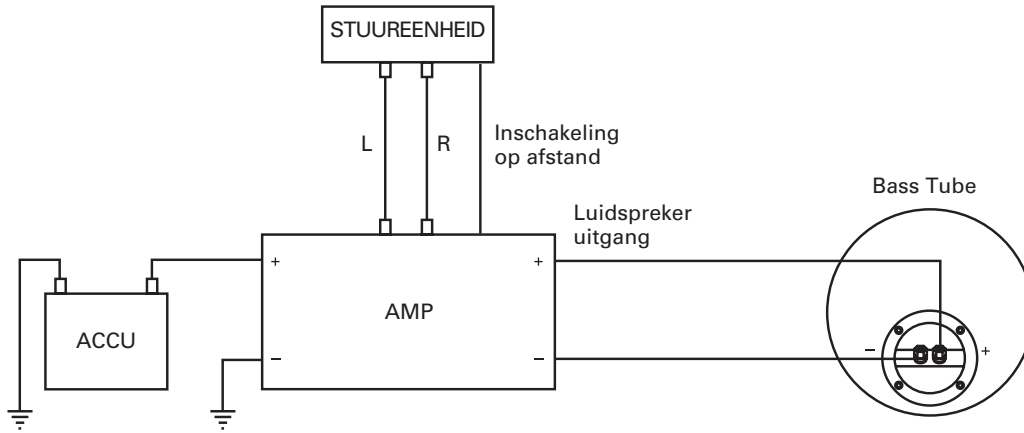 STUUREENHEID
L
R
Inschakeling
op afstand
Bass Tube
Luidspreker
uitgang
+
+
AMP
ACCU
−
+
−
−